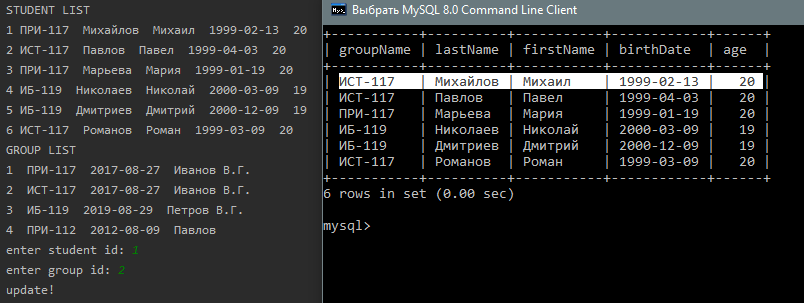 STUDENT LIST
1 ПРИ-117 Михайлов Михаил 1999-02-13 20
2 ИСТ-117 Павлов Павел 1999-04-03 20
3 ПРИ-117 Марьева Мария 1999-01-19 20
4 ИБ-119 Николаев Николай 2000-03-09 19
5 ИБ-119 Дмитриев Дмитрий 2000-12-09 19
6 ИСТ-117 Романов Роман 1999-03-09 20
GROUP LIST
1 ПРИ-117 2017-08-27 Иванов В.Г.
2 ИСТ-117 2017-08-27 Иванов В.Г.
3 ИБ-119 2019-08-29 Петров В.Г.
4 ПРИ-112 2012-08-09 Павлов
enter student id: 1
enter group id: 2
update!
Выбрать MySQL 8.0 Command Line Client
+-----------+-----------+-----------+------------+------+
| groupName | lastName | firstName | birthDate | age |
+-----------+-----------+-----------+------------+------+
| ИСТ-117 | Михайлов | Михаил | 1999-02-13 | 20 |
| ИСТ-117 | Павлов | Павел | 1999-04-03 | 20 |
| ПРИ-117 | Марьева | Мария | 1999-01-19 | 20 |
| ИБ-119 | Николаев | Николай | 2000-03-09 | 19 |
| ИБ-119 | Дмитриев | Дмитрий | 2000-12-09 | 19 |
| ИСТ-117 | Романов | Роман | 1999-03-09 | 20 |
+-----------+-----------+-----------+------------+------+
6 rows in set (0.00 sec)
mysql>